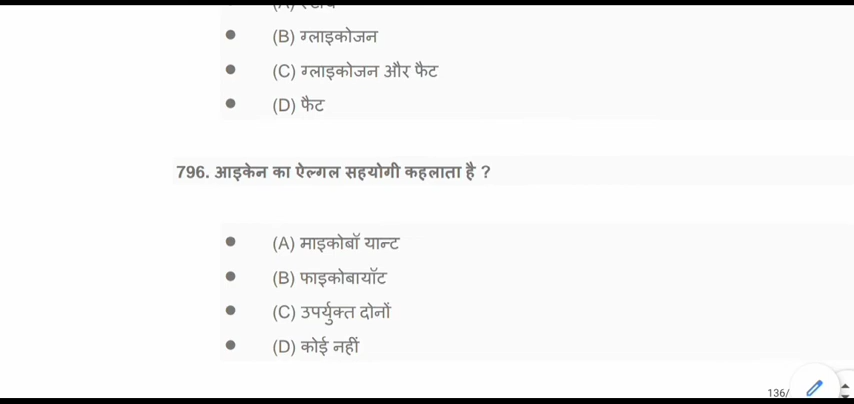 (B) ग्लाइकोजन
(C) ग्लाइकोजन और फैट
(D) फैट
796. आइकेन का ऐल्गल सहयोगी कहलाता है ?
(A) माइकोबॉ यान्ट
(B) फाइकोबायॉट
(C) उपर्युक्त दोनों
(D) कोई नहीं
136/